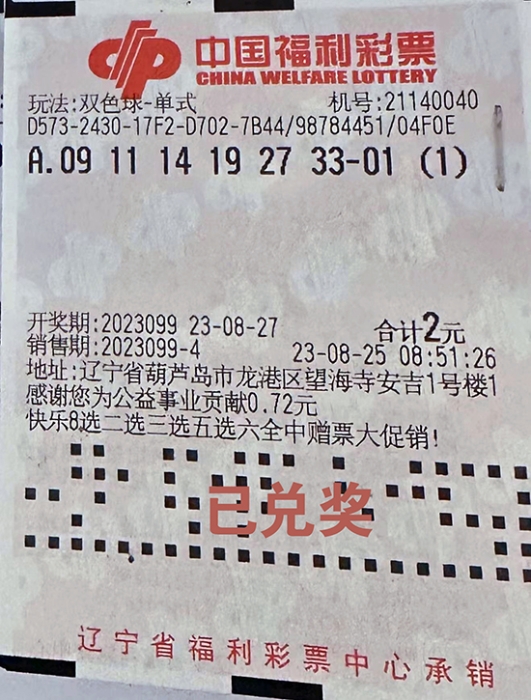 中国福利彩票
CHINA WELFARE LOTTERY
玩法:双色球-单式 机号:21140040
D573-2430-17F2-D702-7B44/98784451/04F0E
A.09 11 14 19 27 33-01 (1)
开奖期:2023099 23-08-27 合计2元
销售期:2023099-4 23-08-25 08:51:26
地址:辽宁省葫芦岛市龙港区望海寺安吉1号楼1
感谢您为公益事业贡献0.72元
快乐8选二选三选五选六全中赠票大促销!
已兑奖
辽宁省福利彩票中心承销